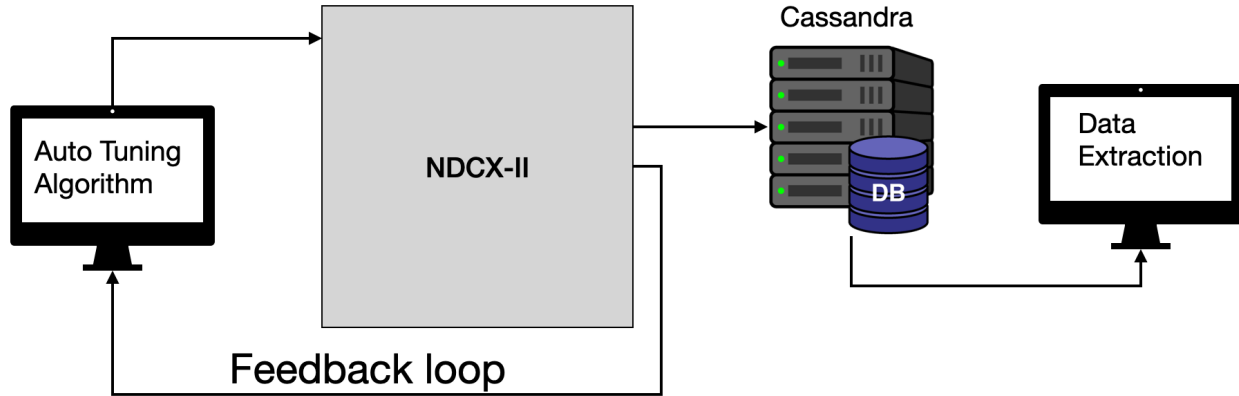 Cassandra
Auto Tuning
Algorithm
NDCX-II
DB
Data
Extraction
Feedback loop